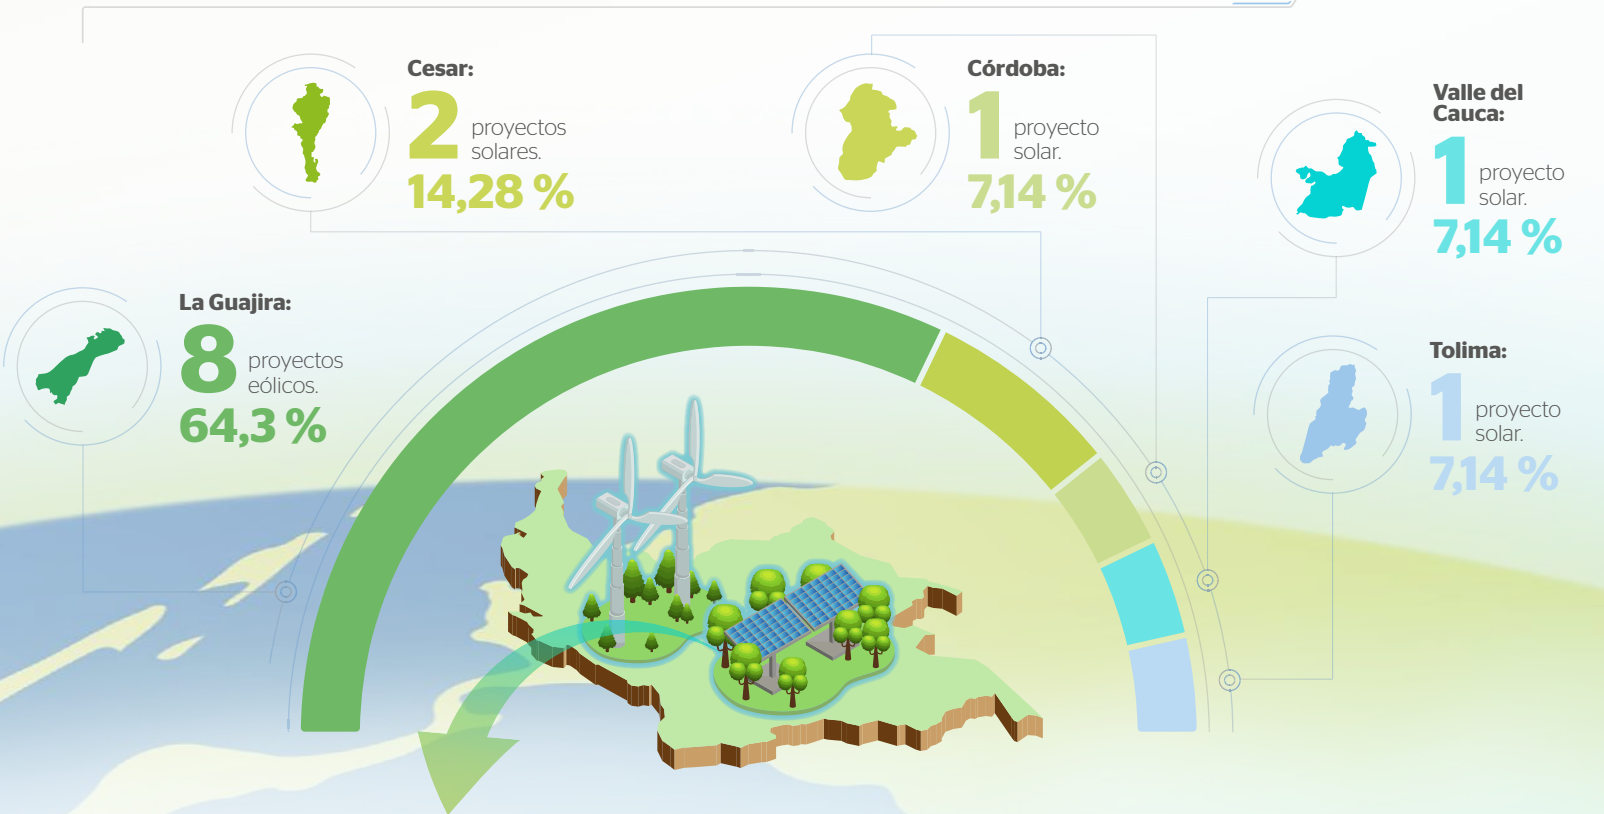 Cesar:
2 proyectos
solares.
14,28 %
Córdoba:
1 proyecto
solar.
7,14 %
Valle del
Cauca:
1 proyecto
solar.
7,14 %
La Guajira:
8 proyectos
eólicos.
64,3 %
Tolima:
1 proyecto
solar.
7,14 %